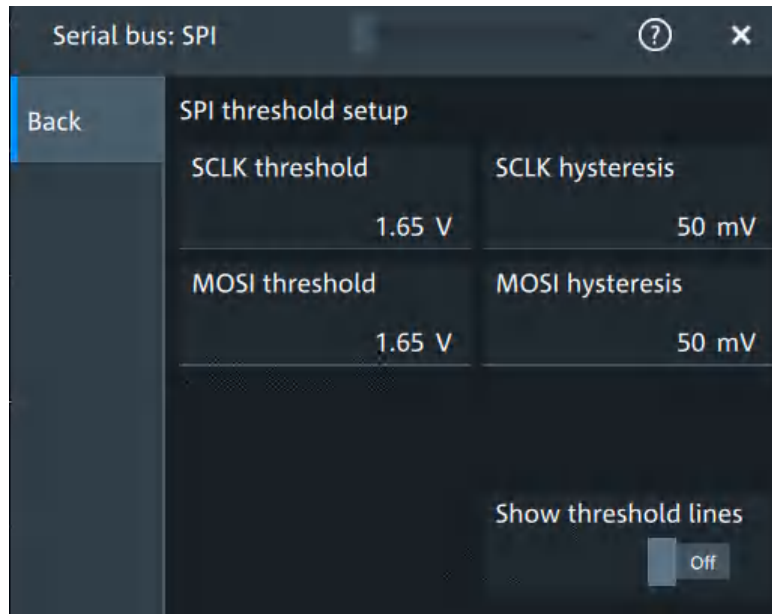 Serial bus: SPI
Back
SPI threshold setup
SCLK threshold
SCLK hysteresis
1.65 V
50 mV
MOSI threshold
MOSI hysteresis
1.65 V
50 mV
Show threshold lines
Off